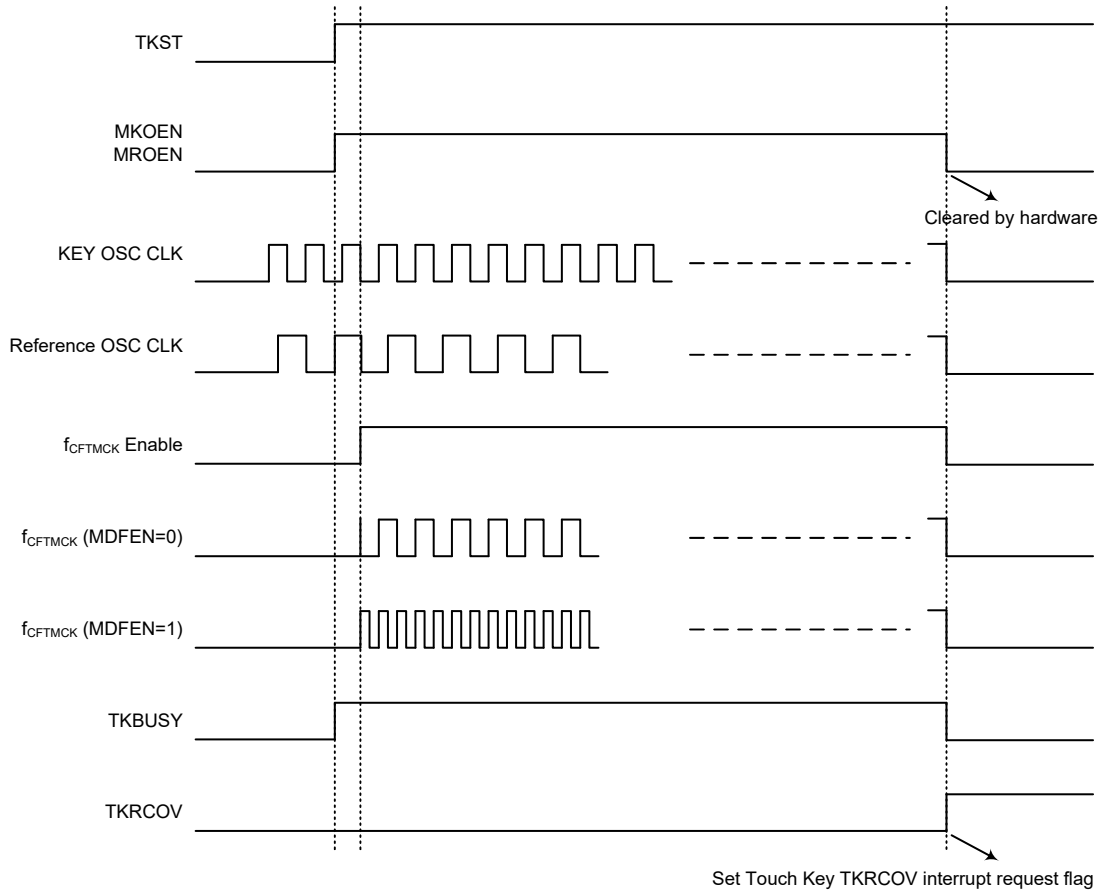 TKST
MKOEN
MROEN
Cleared by hardware
KEY OSC CLK
Reference OSC CLK
fCFTMCK Enable
fCFTMCK (MDFEN=0)
fCFTMCK (MDFEN=1)
TKBUSY
TKRCOV
Set Touch Key TKRCOV interrupt request flag